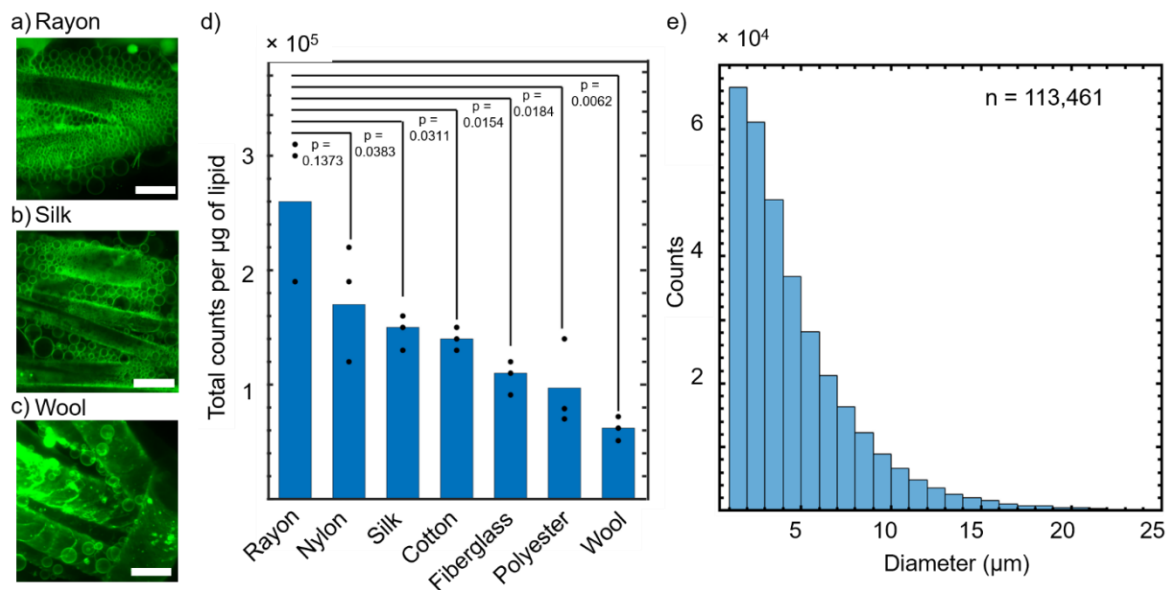 a) Rayon
b) Silk
c) Wool
d)
× 10⁵
Total counts per µg of lipid
3
2
1
p =
0.1373
p =
0.0383
p =
0.0311
p =
0.0154
p =
0.0184
p =
0.0062
Rayon
Nylon
Silk
Cotton
Fiberglass
Polyester
Wool
e)
× 10⁴
n = 113,461
Counts
6
4
2
5
10
15
20
25
Diameter (µm)